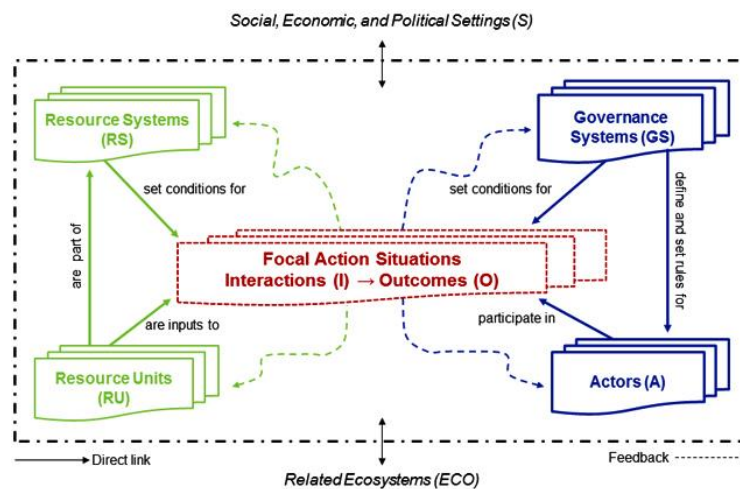 Social, Economic, and Political Settings (S)
Resource Systems
(RS)
Governance
Systems (GS)
set conditions for
set conditions for
are part of
define and set rules for
Focal Action Situations
Interactions (I) → Outcomes (O)
are inputs to
participate in
Resource Units
(RU)
Actors (A)
Direct link
Feedback
Related Ecosystems (ECO)